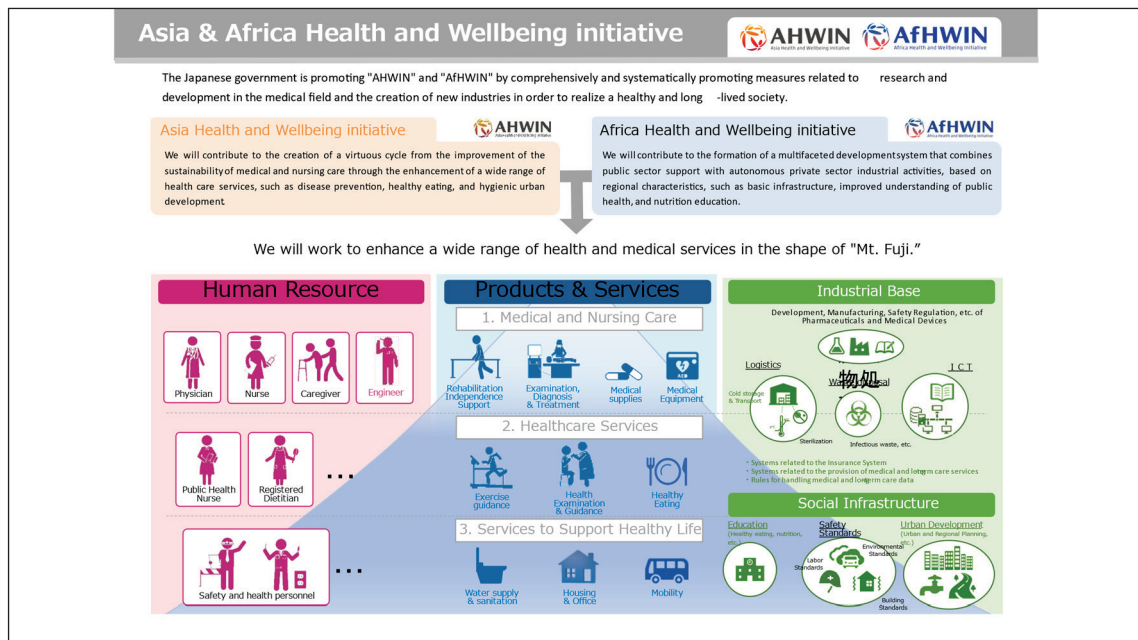 Asia & Africa Health and Wellbeing initiative
AHWIN
Asia Health and Wellbeing Initiative
AfHWIN
Africa Health and Wellbeing Initiative
The Japanese government is promoting "AHWIN" and "AfHWIN" by comprehensively and systematically promoting measures related to research and
development in the medical field and the creation of new industries in order to realize a healthy and long -lived society.
Asia Health and Wellbeing initiative
AHWIN
We will contribute to the creation of a virtuous cycle from the improvement of the
sustainability of medical and nursing care through the enhancement of a wide range of
health care services, such as disease prevention, healthy eating, and hygienic urban
development.
Africa Health and Wellbeing initiative
AfHWIN
Africa Health and Wellbeing Initiative
We will contribute to the formation of a multifaceted development system that combines
public sector support with autonomous private sector industrial activities, based on
regional characteristics, such as basic infrastructure, improved understanding of public
health, and nutrition education.
We will work to enhance a wide range of health and medical services in the shape of "Mt. Fuji.”
Human Resource
Physician
Nurse
Caregiver
Engineer
Public Health
Nurse
Registered
Dietitian
...
Safety and health personnel
...
Products & Services
1. Medical and Nursing Care
Rehabilitation
Independence
Support
Examination,
Diagnosis
& Treatment
Medical
supplies
AED
Medical
Equipment
2. Healthcare Services
Exercise
guidance
Health
Examination
& Guidance
Healthy
Eating
3. Services to Support Healthy Life
Water supply
& sanitation
Housing
& Office
Mobility
Industrial Base
Development, Manufacturing, Safety Regulation, etc. of
Pharmaceuticals and Medical Devices
Logistics
Cold storage
& Transport
Sterilization
物処
Infectious waste, etc.
ICT
・Systems related to the Insurance System
・Systems related to the provision of medical and long-term care services
・Rules for handling medical and long-term care data
Social Infrastructure
Education
(Healthy eating, nutrition,
etc.)
Safety
Standards
Environmental
Standards
Labor
Standards
Building
Standards
Urban Development
(Urban and Regional Planning,
etc.)